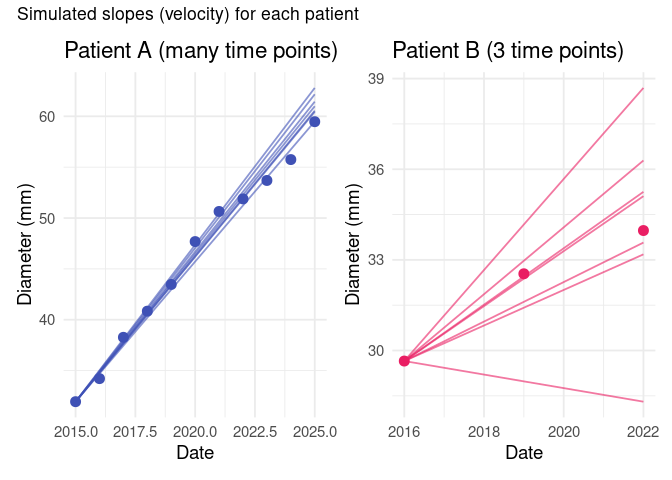 Simulated slopes (velocity) for each patient
Patient A (many time points)
Diameter (mm)
60
50
40
2015.0 2017.5 2020.0 2022.5 2025.0
Date
Patient B (3 time points)
Diameter (mm)
39
36
33
30
2016 2018 2020 2022
Date